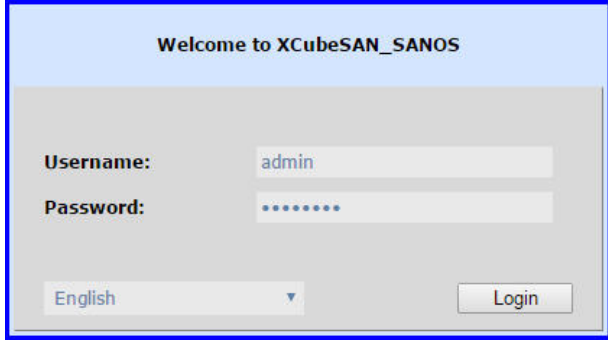 Welcome to XCubeSAN_SANOS
Username: admin
Password: ••••••••
English ▼
Login